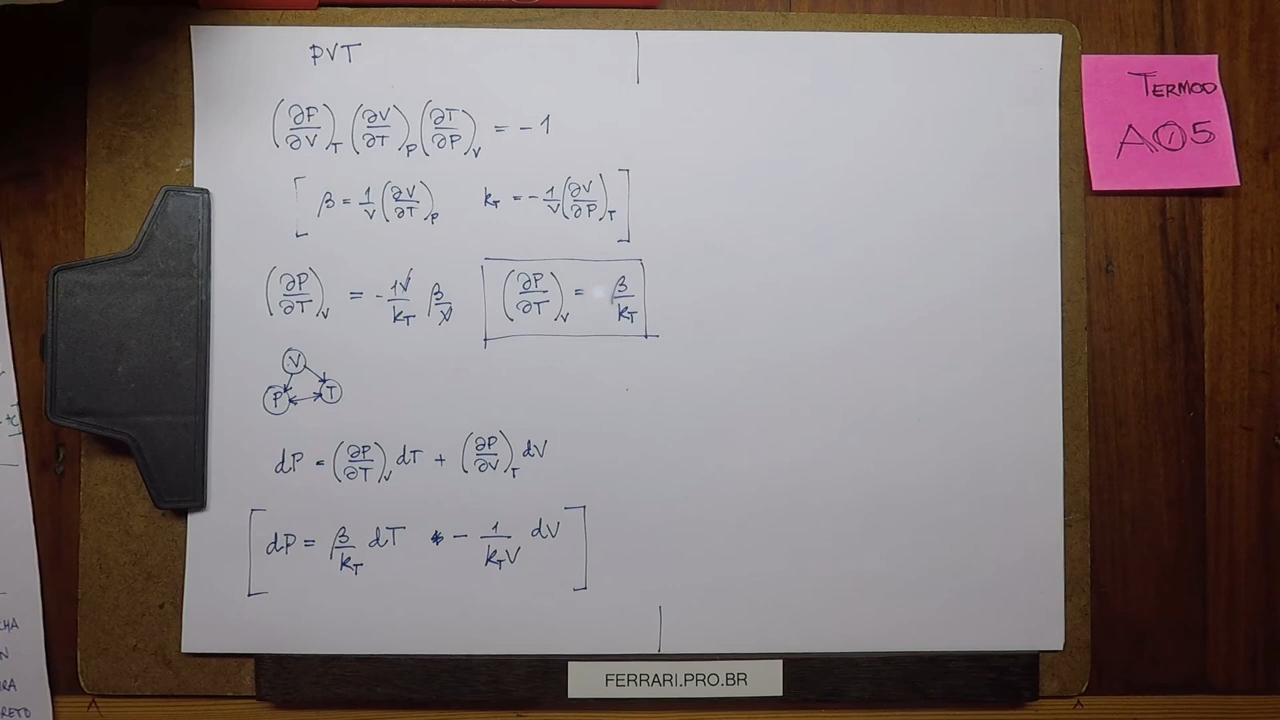 PVT
(∂P/∂V)_T (∂V/∂T)_P (∂T/∂P)_V = -1
[ β = 1/V (∂V/∂T)_P   k_T = -1/V (∂V/∂P)_T ]
(∂P/∂T)_V = - 1V/k_T β/V   (∂P/∂T)_V = β/k_T
V
P T
dP = (∂P/∂T)_V dT + (∂P/∂V)_T dV
[ dP = β/k_T dT - 1/(k_T V) dV ]
TERMOD
A05
FERRARI.PRO.BR